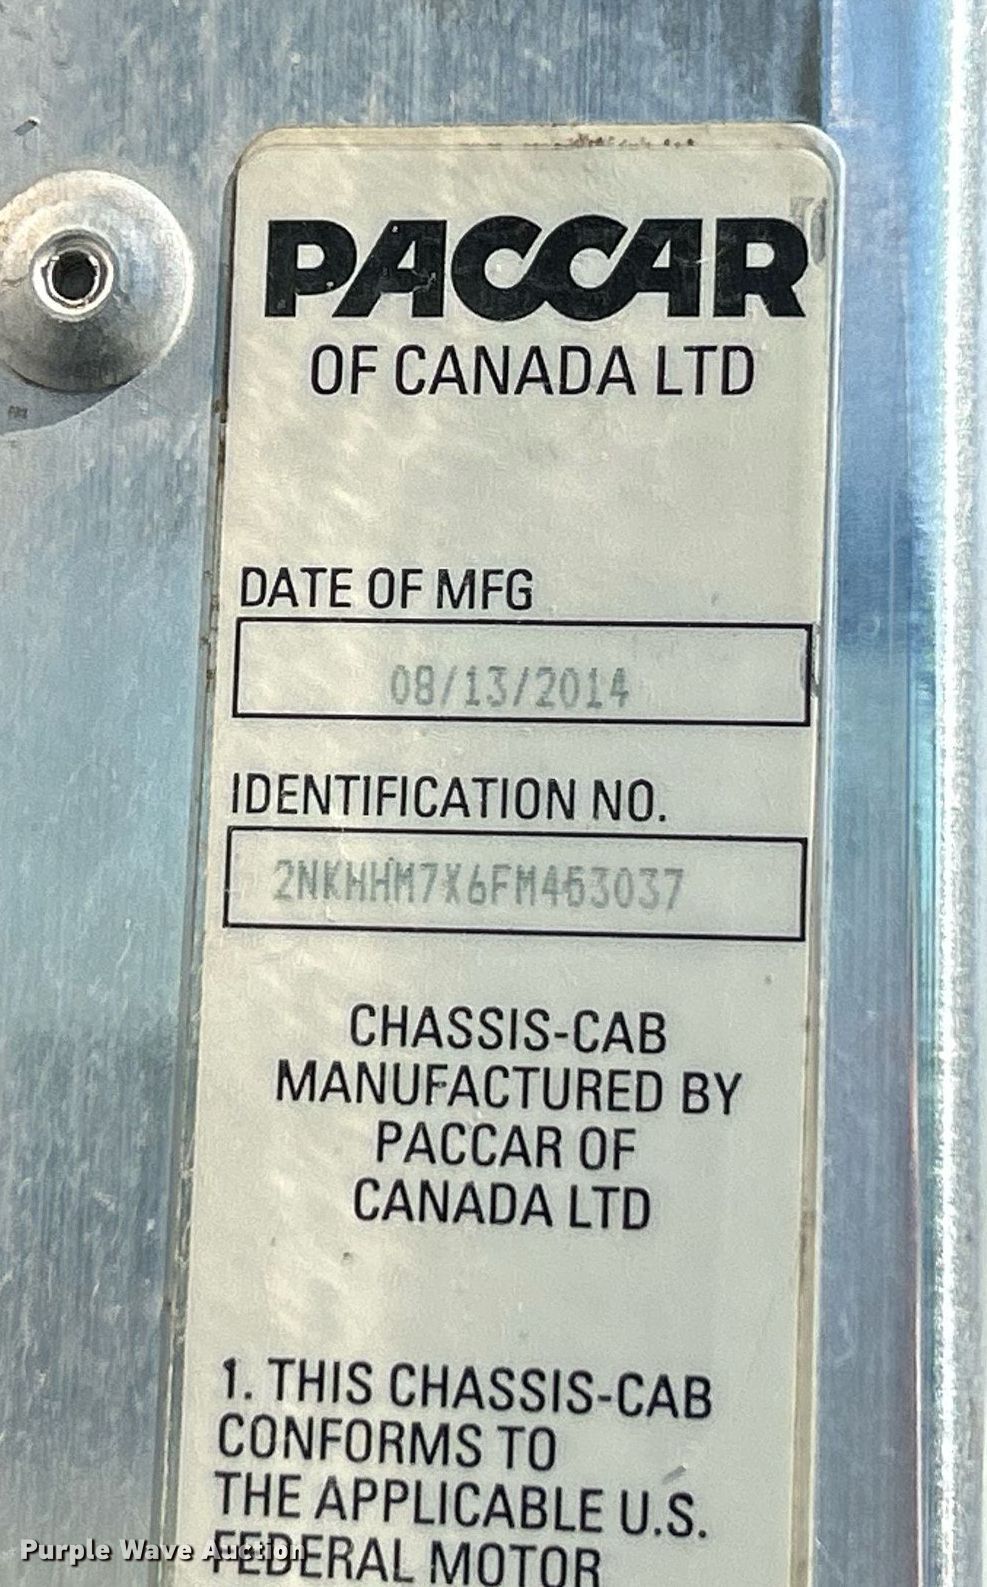 PACCAR
OF CANADA LTD
DATE OF MFG
08/13/2014
IDENTIFICATION NO.
2NKHHM7X6FM453037
CHASSIS-CAB
MANUFACTURED BY
PACCAR OF
CANADA LTD
1. THIS CHASSIS-CAB
CONFORMS TO
THE APPLICABLE U.S.
FEDERAL MOTOR
Purple Wave Auction